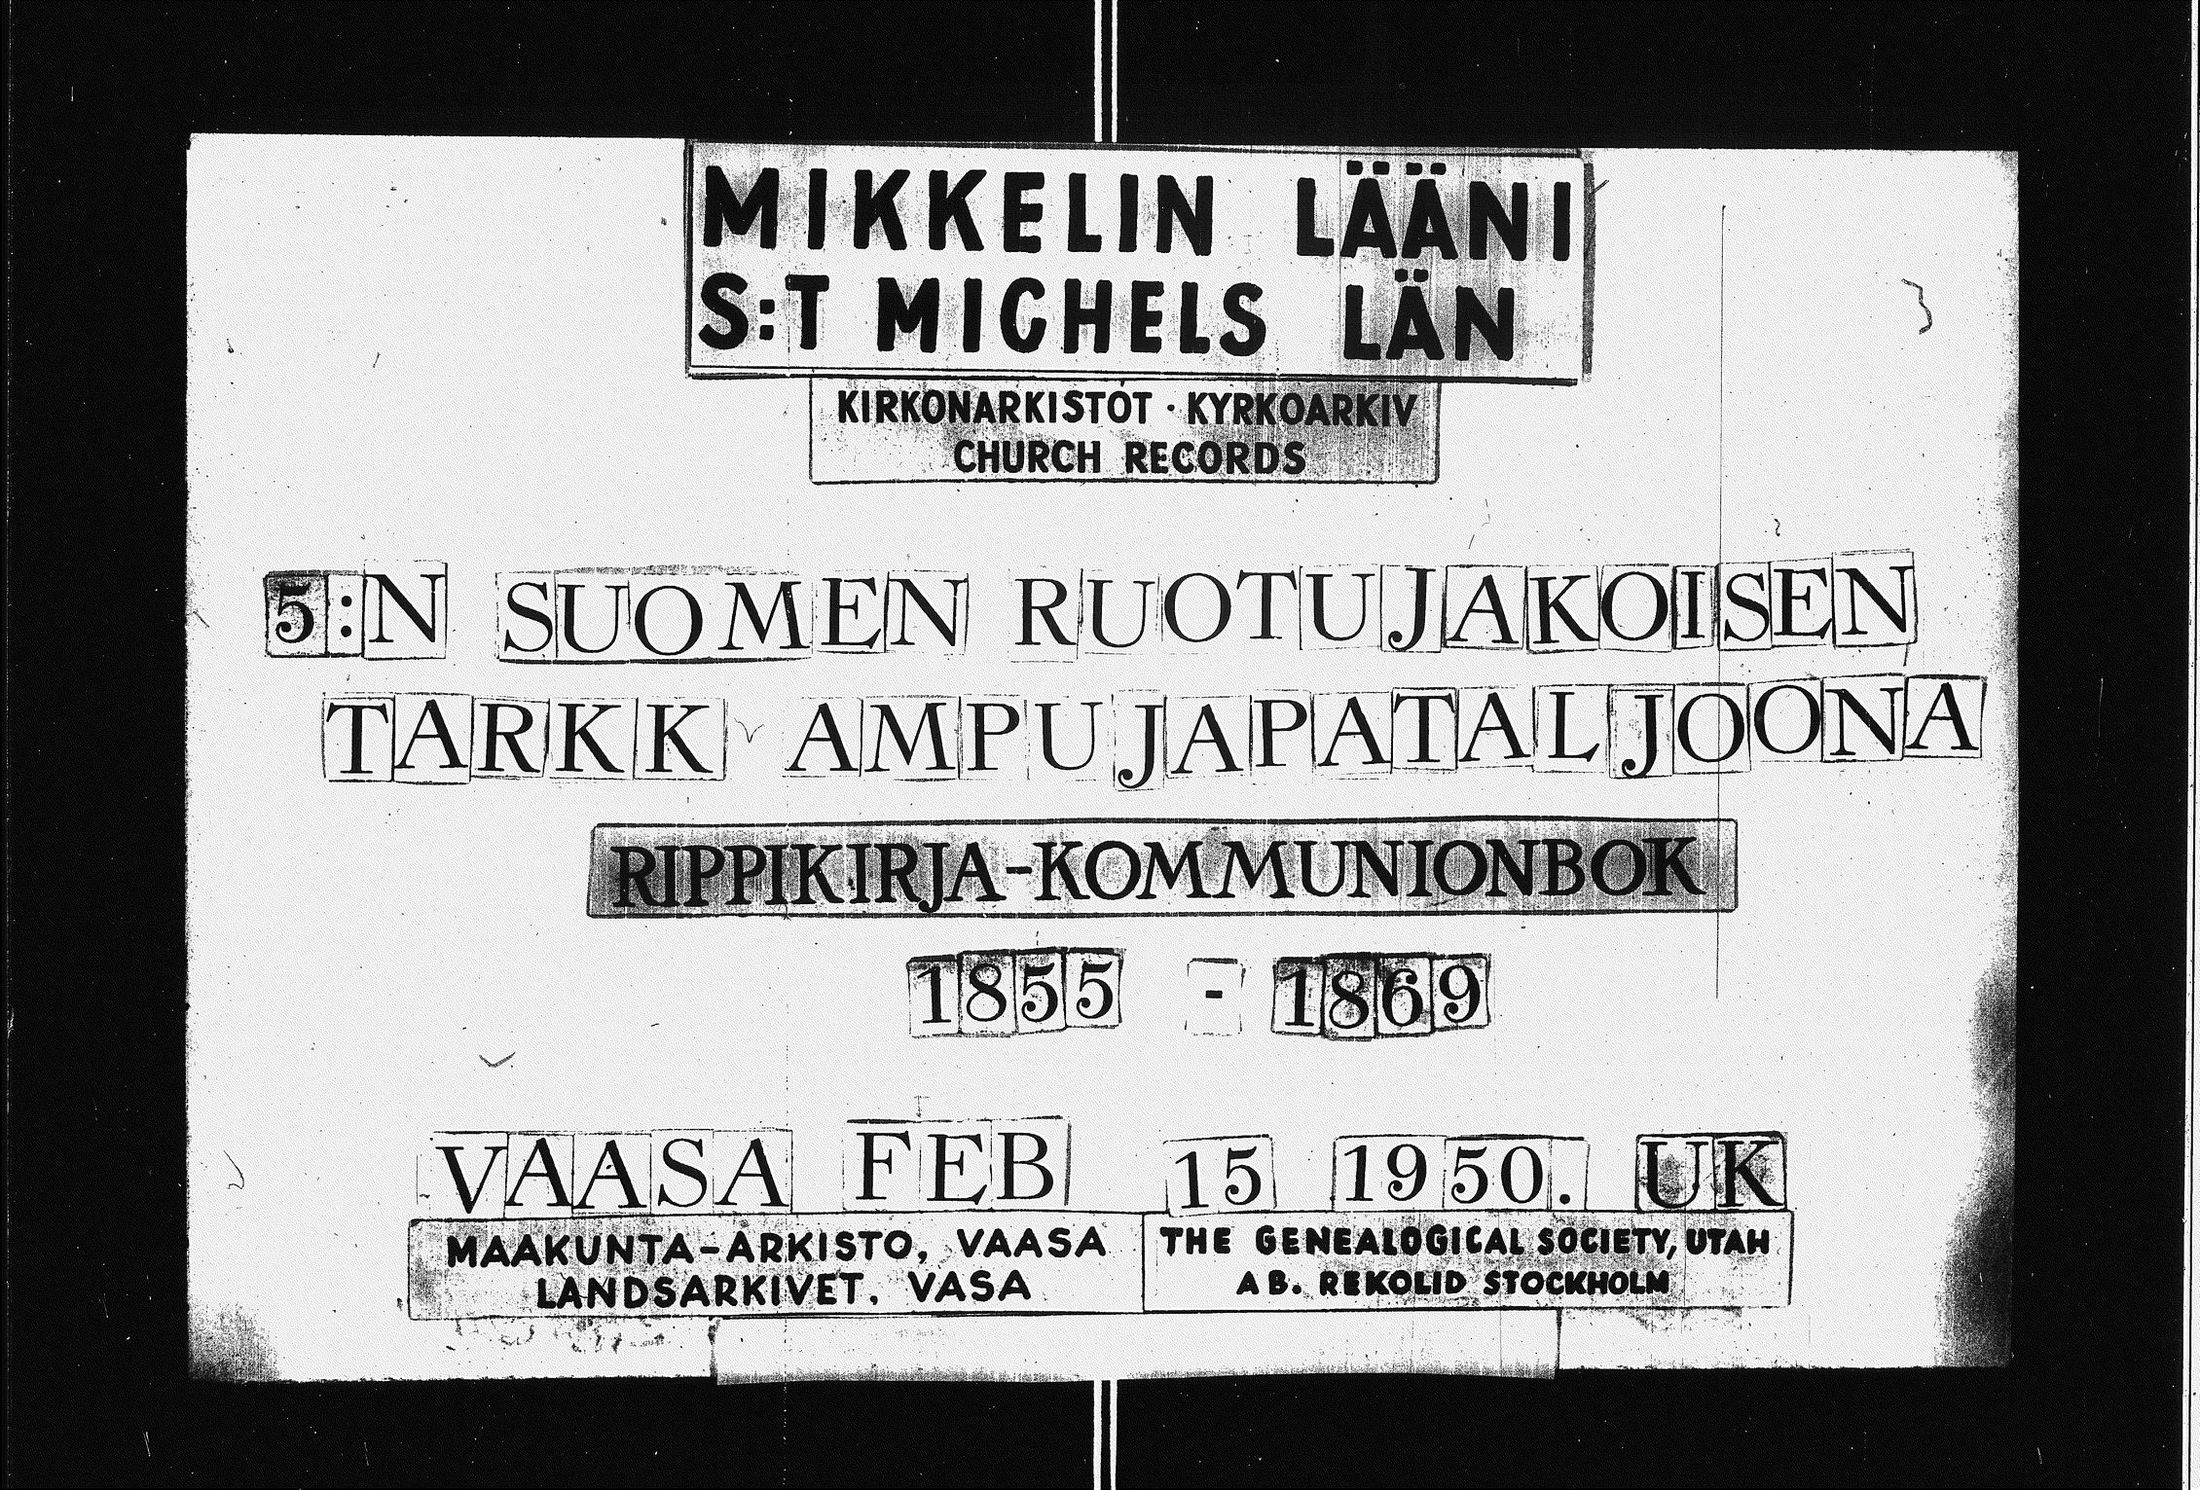 MIKKELIN LÄÄNI
S:T MICHELS LÄN
KIRKONARKISTOT · KYRKOARKIV
CHURCH RECORDS
5:N SUOMEN RUOTUJAKOISEN
TARKK AMPUJAPATALJOONA
RIPPIKIRJA-KOMMUNIONBOK
1855 - 1869
VAASA FEB 15 1950. UK
MAAKUNTA-ARKISTO, VAASA
LANDSARKIVET. VASA
THE GENEALOGICAL SOCIETY, UTAH
AB. REKOLID STOCKHOLM